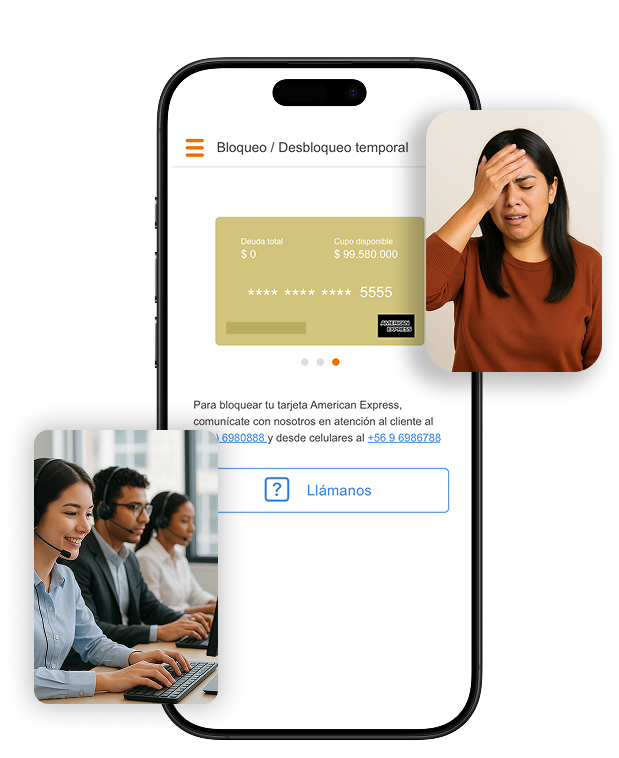 Bloqueo / Desbloqueo temporal
Deuda total
Cupo disponible
$ 0
$ 99.580.000
**** **** **** 5555
AMERICAN
EXPRESS
Para bloquear tu tarjeta American Express,
comunícate con nosotros en atención al cliente al
6980888 y desde celulares al +56 9 6986788
? Llámanos